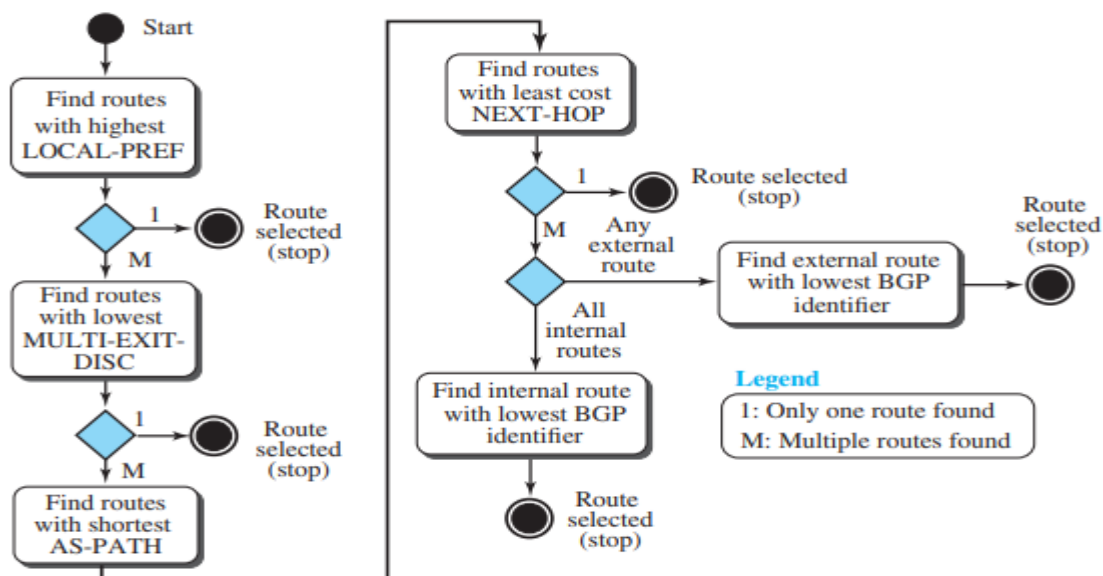 Start
Find routes
with highest
LOCAL-PREF
1
Route
selected
(stop)
M
Find routes
with lowest
MULTI-EXIT-
DISC
1
Route
selected
(stop)
M
Find routes
with shortest
AS-PATH
Find routes
with least cost
NEXT-HOP
1
Route selected
(stop)
M
Any
external
route
Find external route
with lowest BGP
identifier
Route
selected
(stop)
All
internal
routes
Find internal route
with lowest BGP
identifier
Route
selected
(stop)
Legend
1: Only one route found
M: Multiple routes found